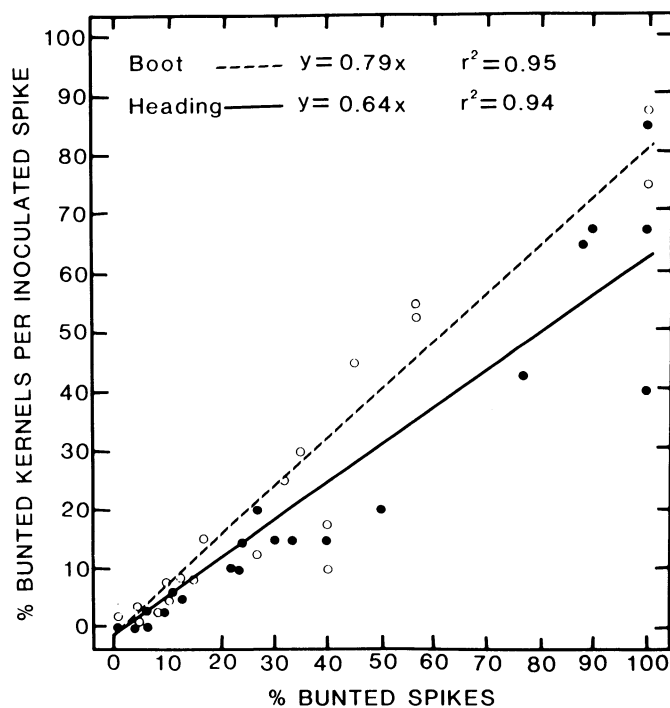 100
90
80
70
60
50
40
30
20
10
0
% BUNTED KERNELS PER INOCULATED SPIKE
Boot y = 0.79x r² = 0.95
Heading y = 0.64x r² = 0.94
0 10 20 30 40 50 60 70 80 90 100
% BUNTED SPIKES